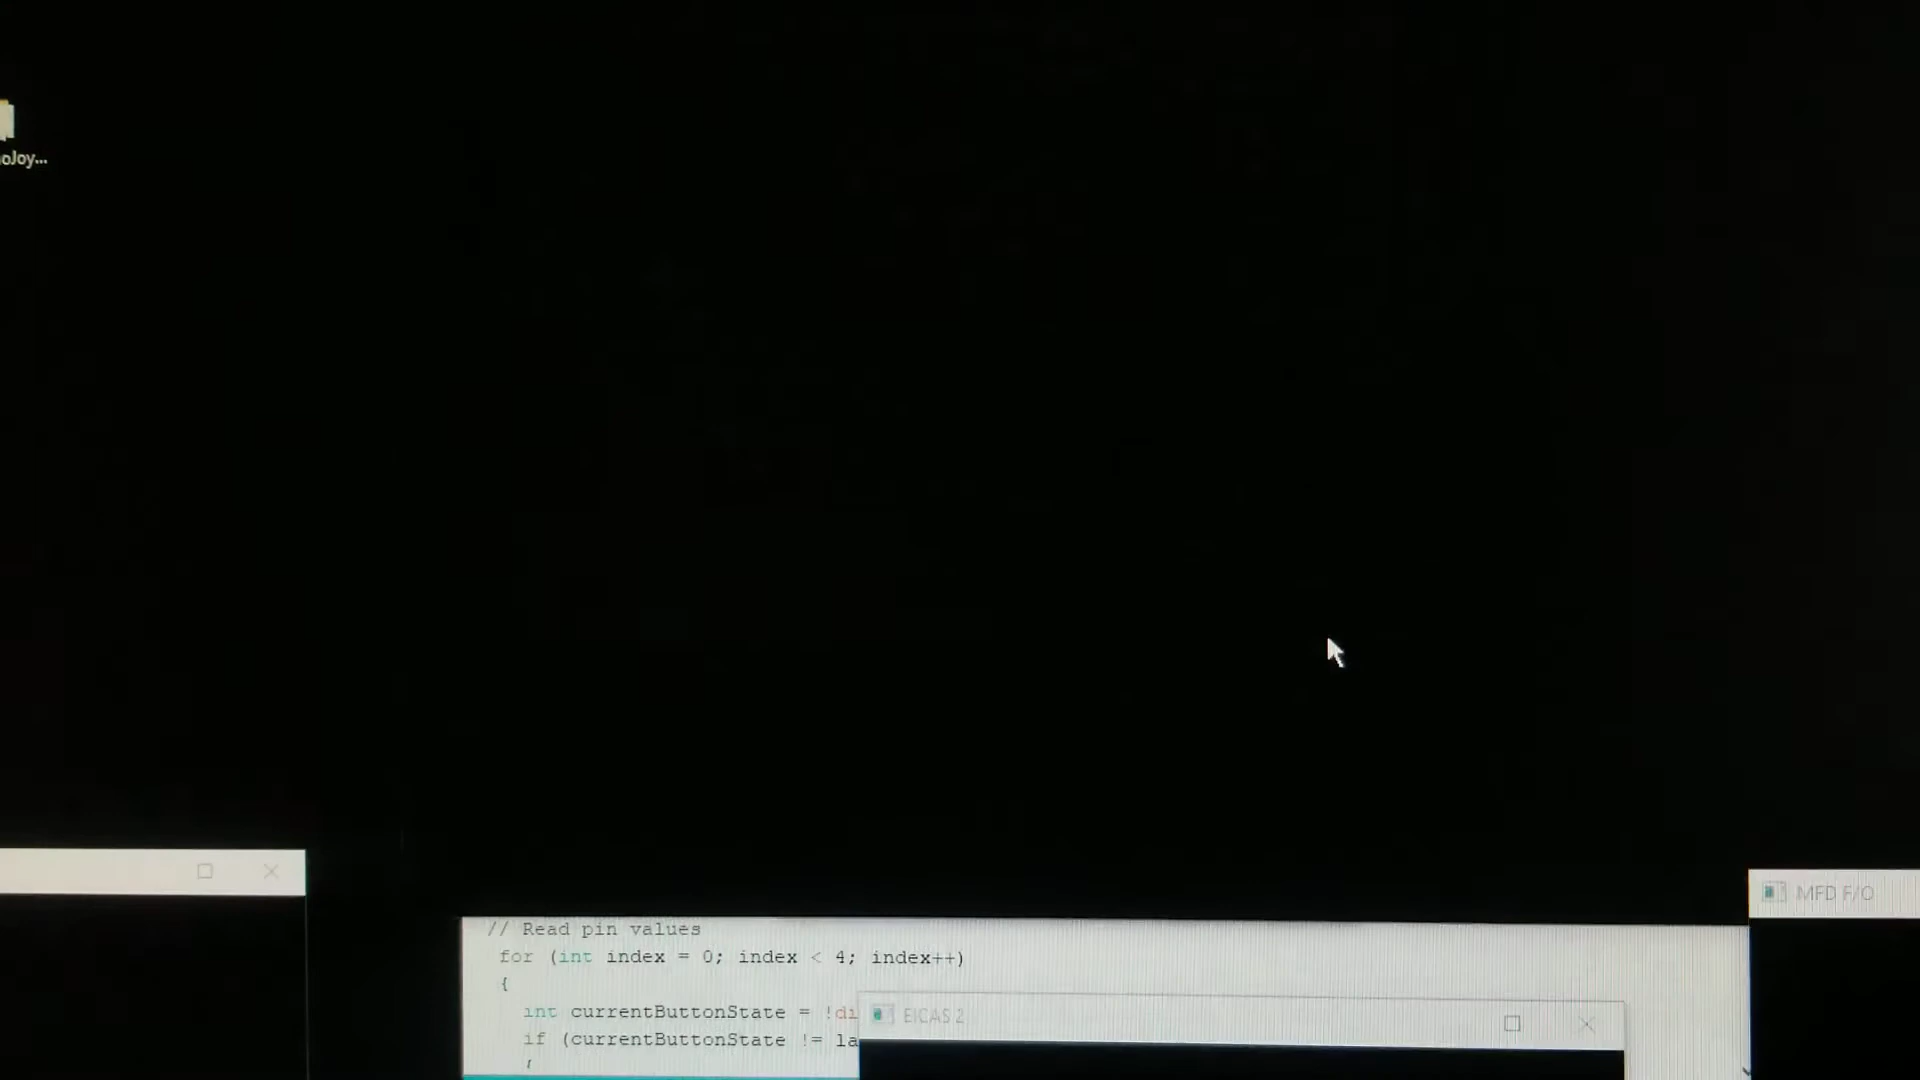 oJoy...
MFD F/O
// Read pin values
for (int index = 0; index < 4; index++)
{
int currentButtonState = !di
EICAS 2
if (currentButtonState != la
{